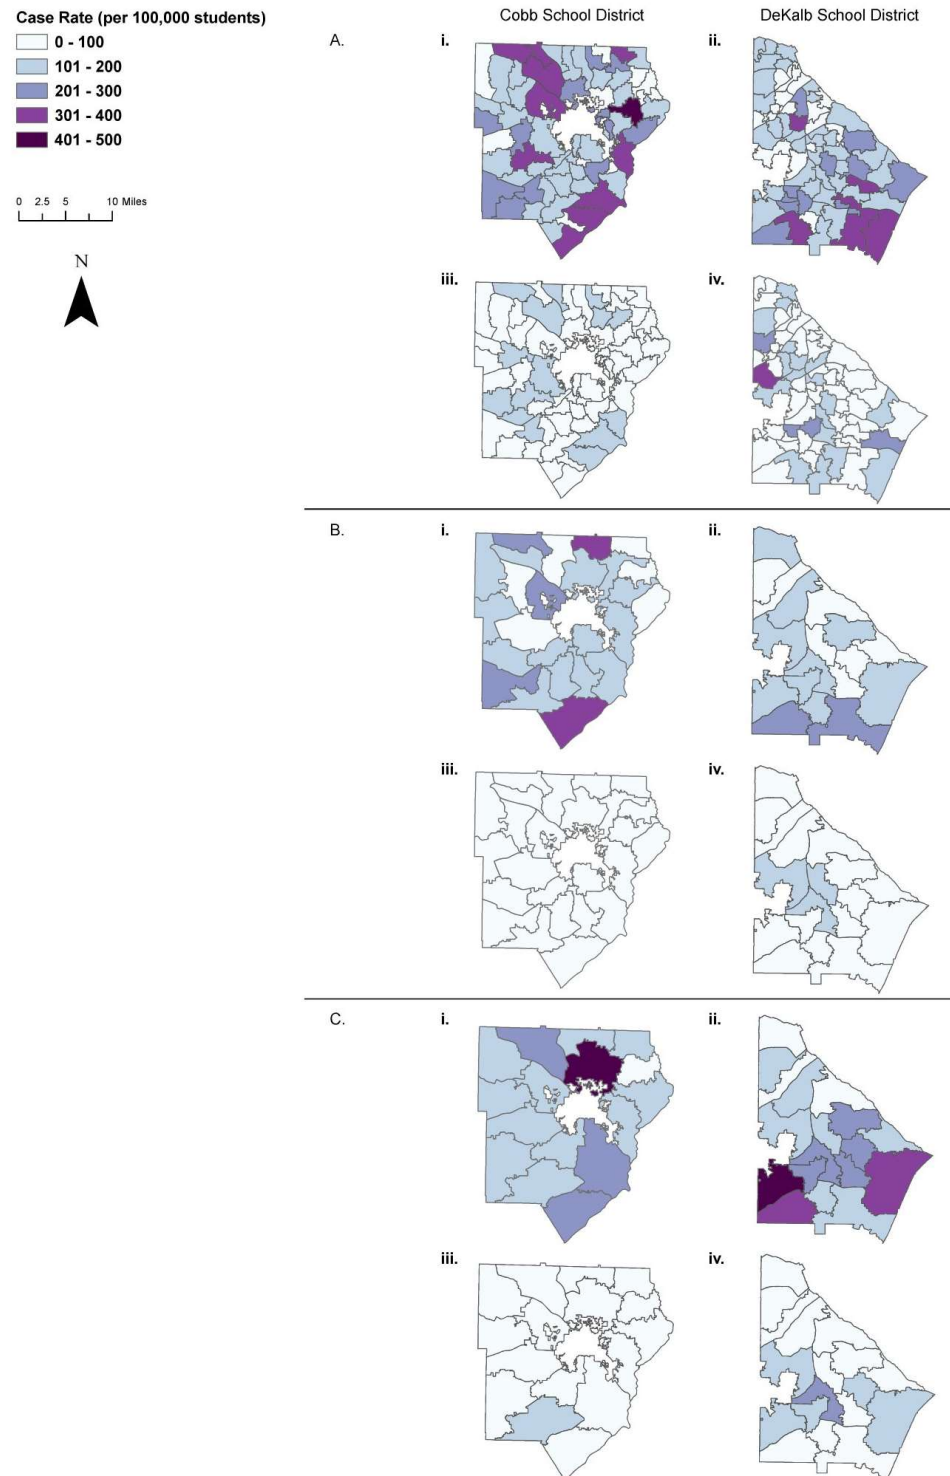 Case Rate (per 100,000 students)
0 - 100
101 - 200
201 - 300
301 - 400
401 - 500
0 2.5 5 10 Miles
N
Cobb School District DeKalb School District
A. i. ii.
iii. iv.
B. i. ii.
iii. iv.
C. i. ii.
iii. iv.